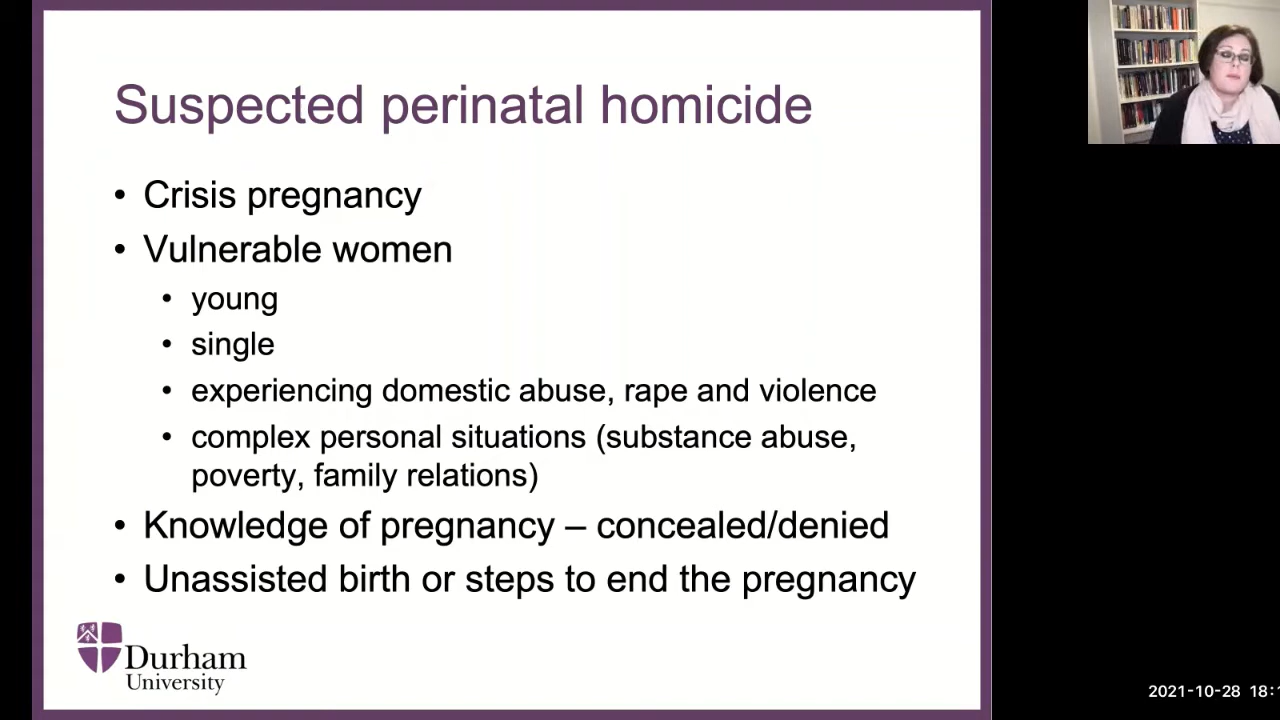 Suspected perinatal homicide
• Crisis pregnancy
• Vulnerable women
• young
• single
• experiencing domestic abuse, rape and violence
• complex personal situations (substance abuse,
poverty, family relations)
• Knowledge of pregnancy – concealed/denied
• Unassisted birth or steps to end the pregnancy
Durham
University
2021-10-28 18:1